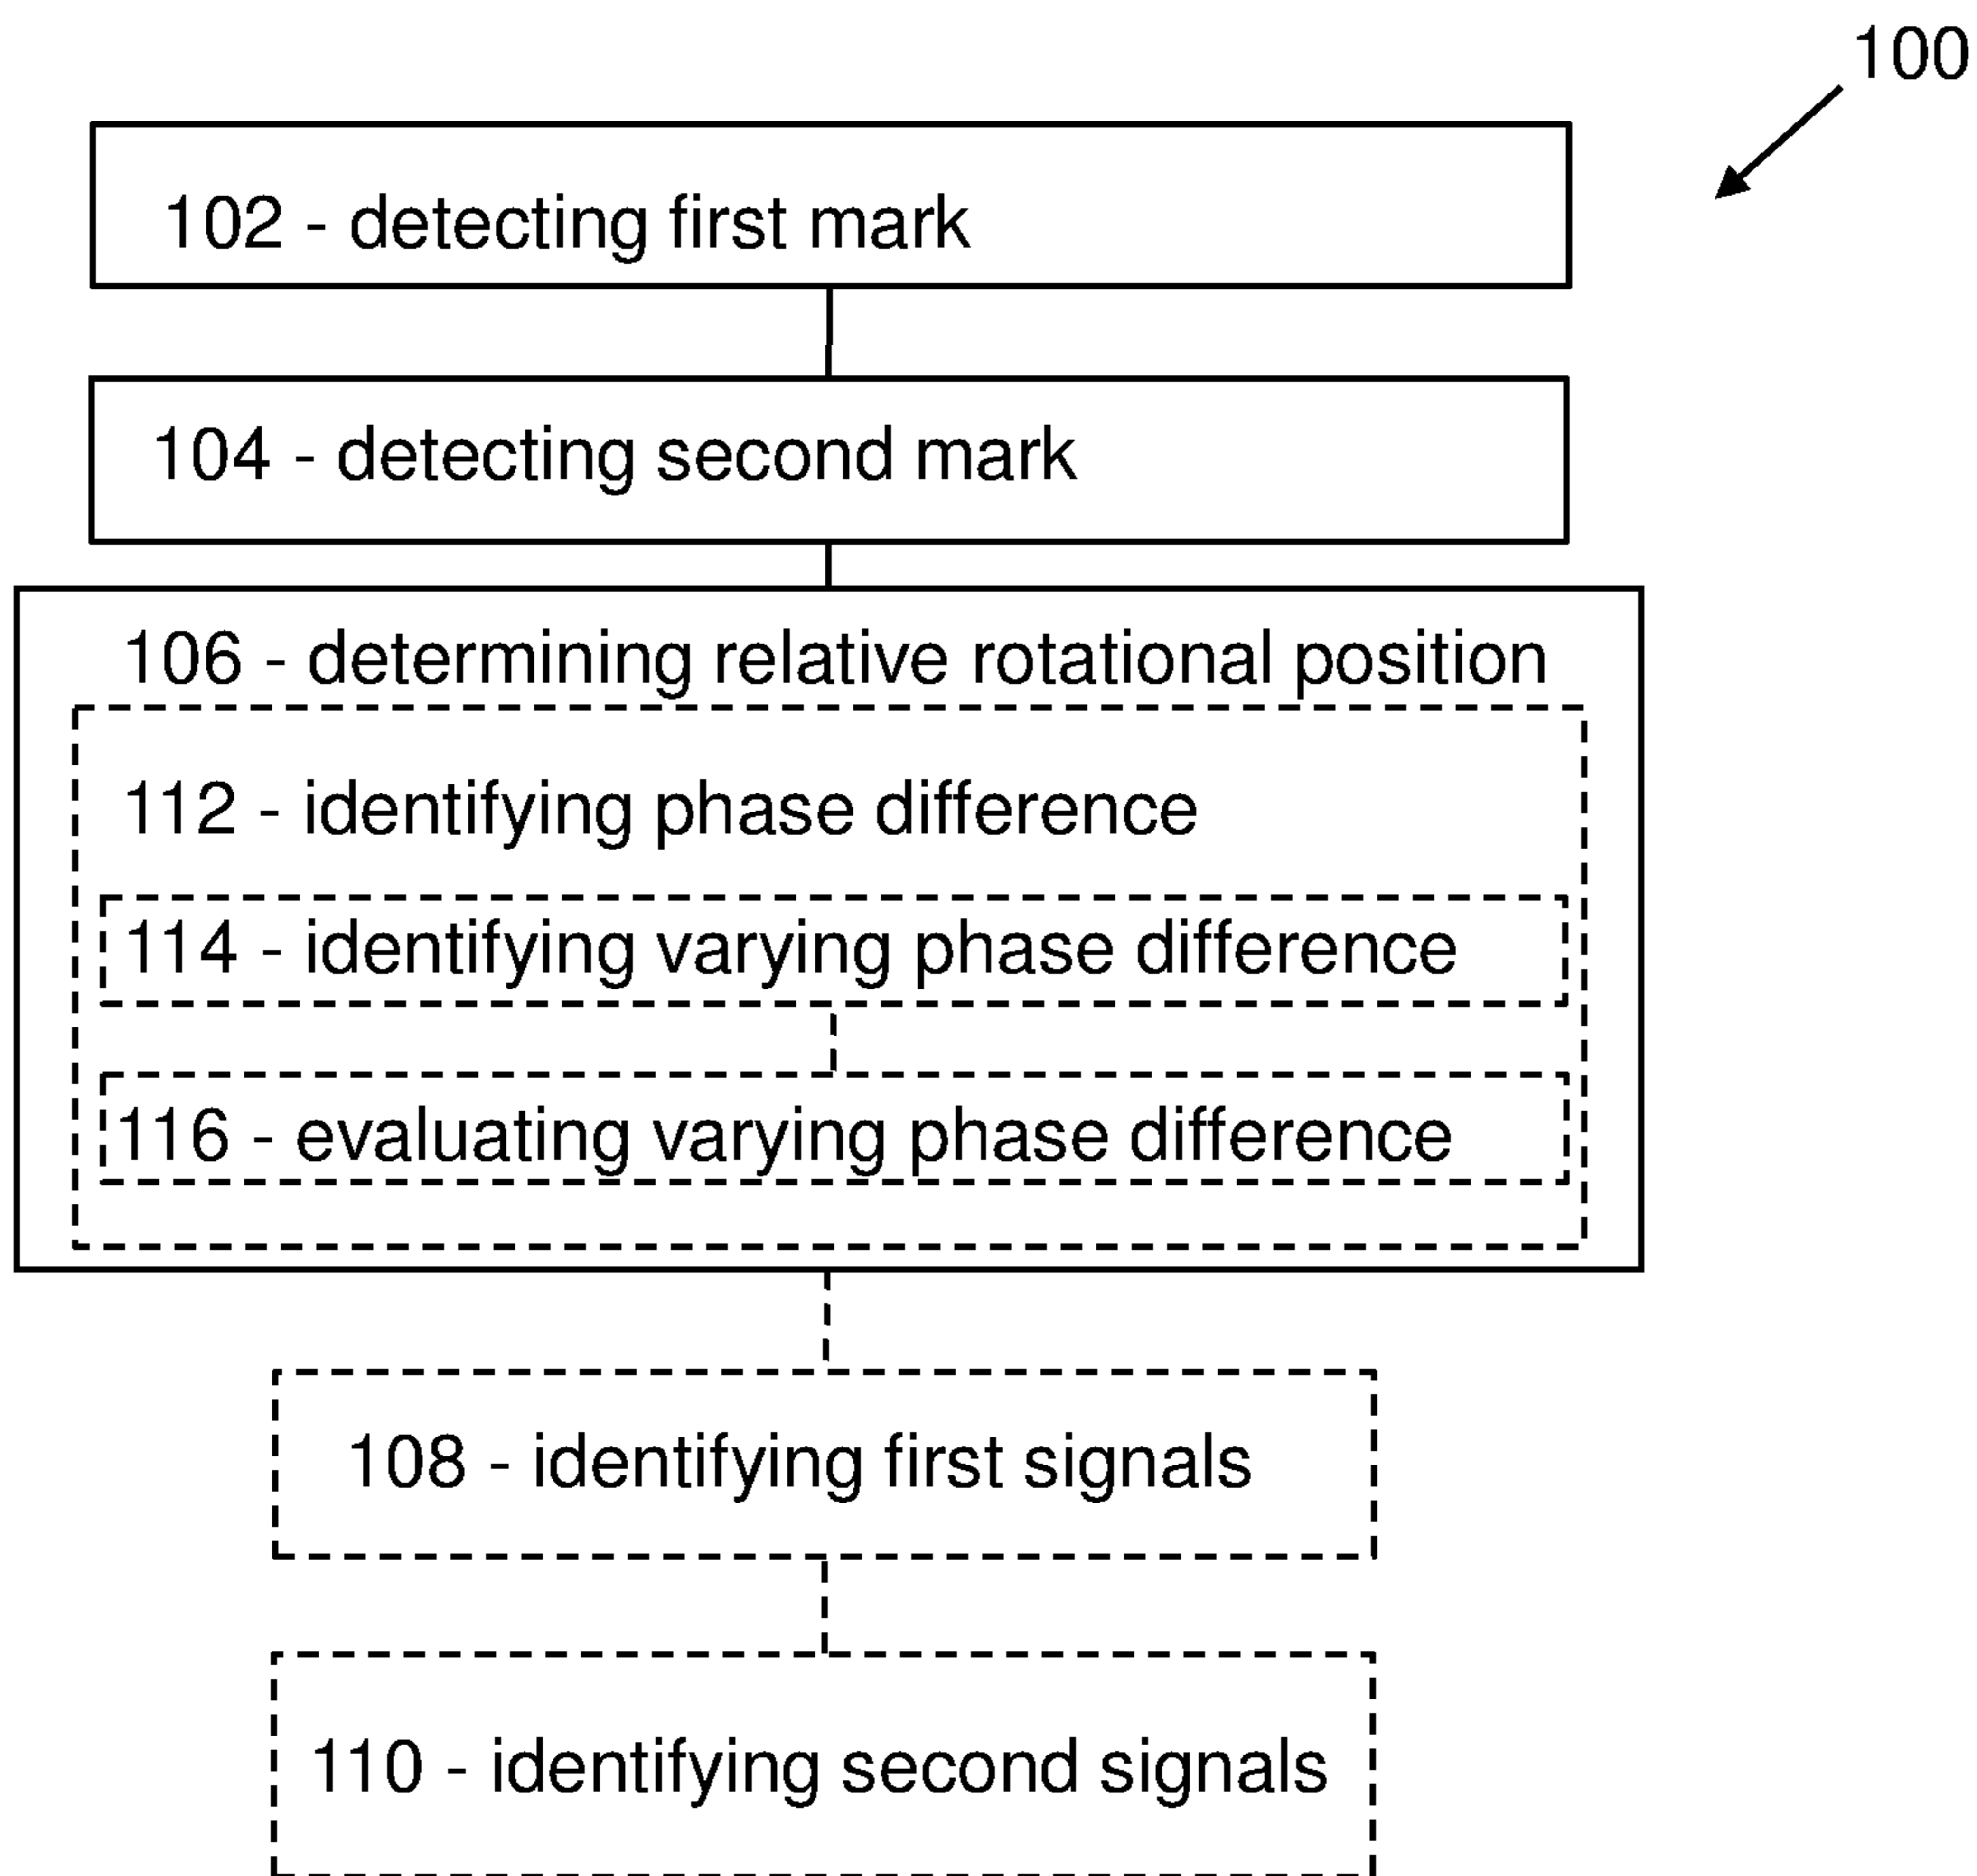 100
102 - detecting first mark
104 - detecting second mark
106 - determining relative rotational position
112 - identifying phase difference
114 - identifying varying phase difference
116 - evaluating varying phase difference
108 - identifying first signals
110 - identifying second signals